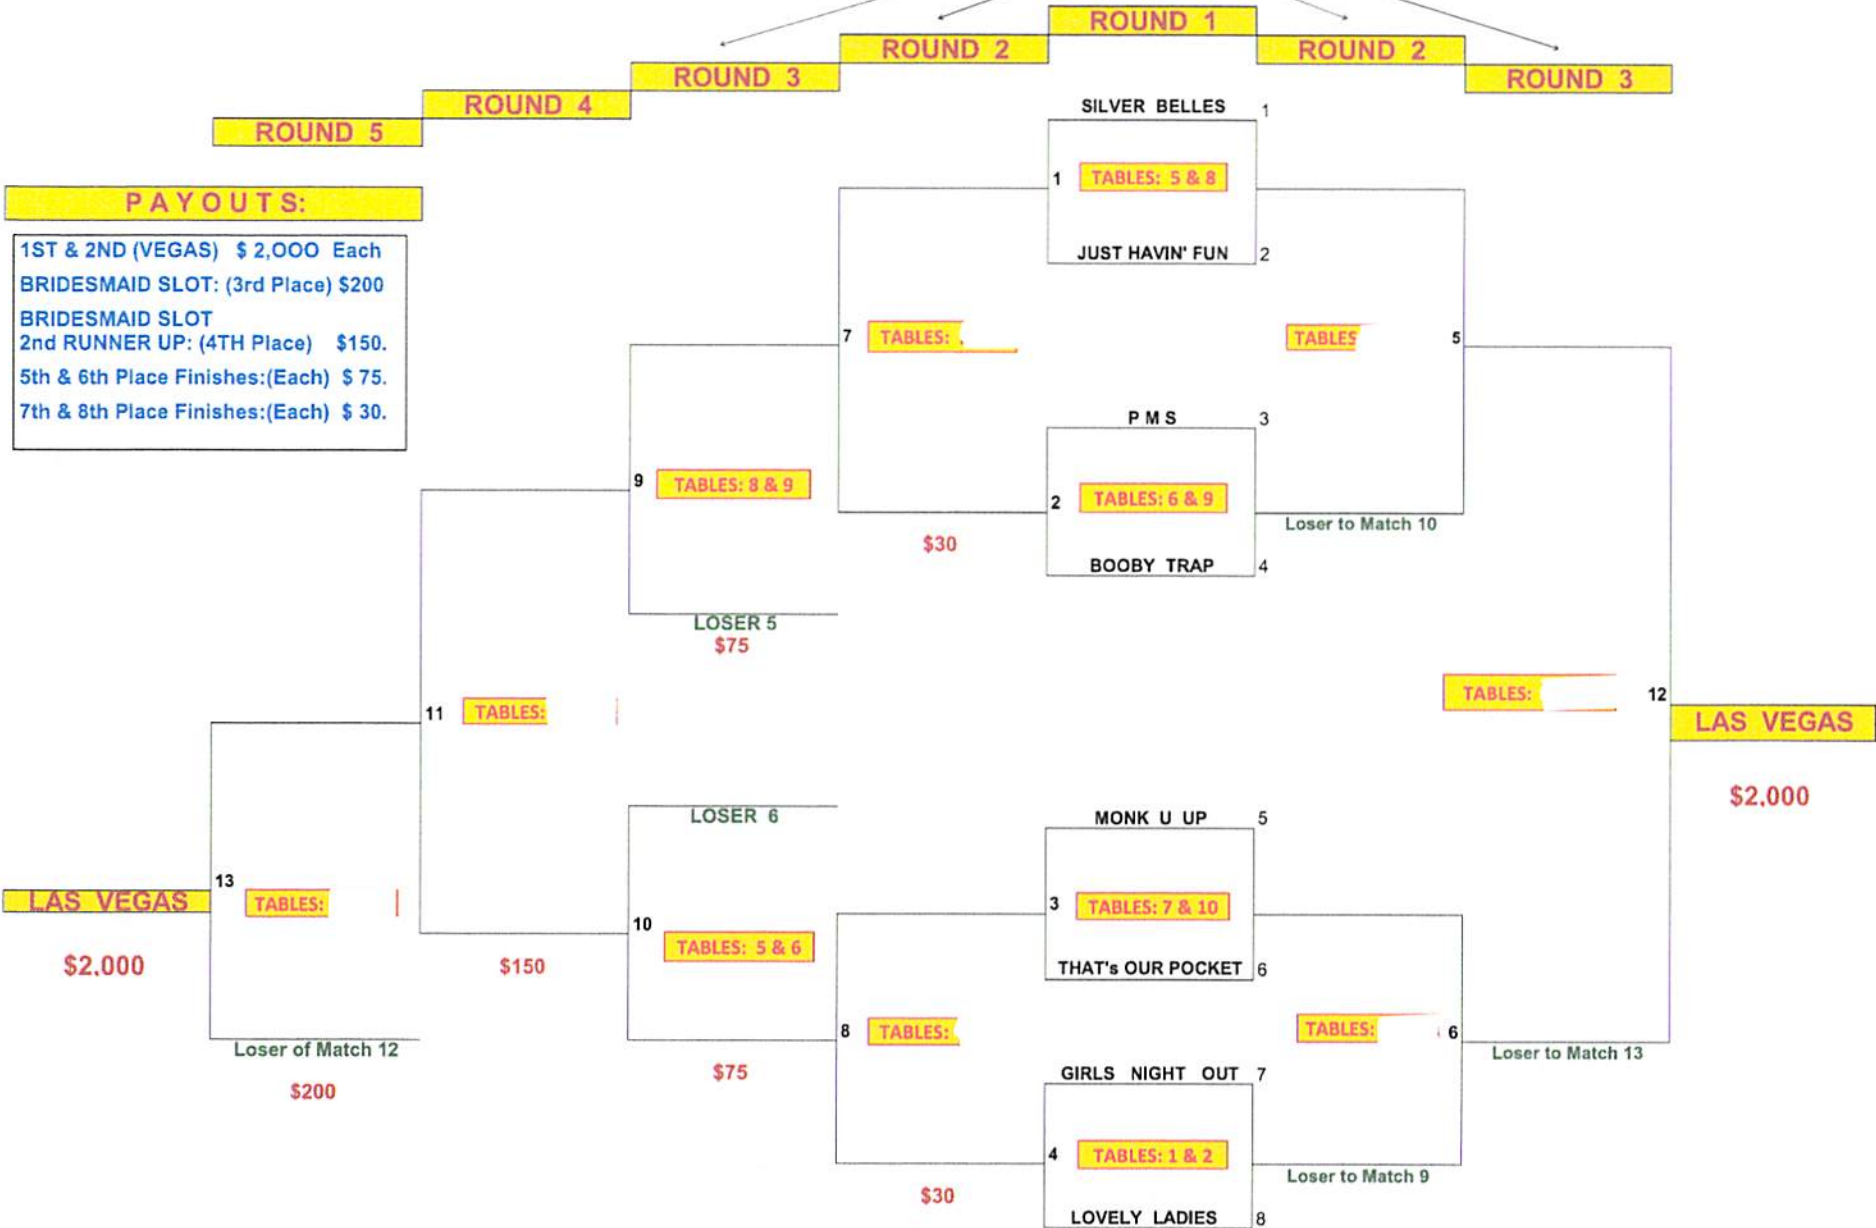 ROUND 1
ROUND 2
ROUND 2
ROUND 3
ROUND 3
ROUND 4
ROUND 5
PAYOUTS:
1ST & 2ND (VEGAS) $ 2,OOO Each
BRIDESMAID SLOT: (3rd Place) $200
BRIDESMAID SLOT
2nd RUNNER UP: (4TH Place) $150.
5th & 6th Place Finishes:(Each) $ 75.
7th & 8th Place Finishes:(Each) $ 30.
SILVER BELLES 1
1 TABLES: 5 & 8
JUST HAVIN' FUN 2
7 TABLES:
TABLES 5
P M S 3
9 TABLES: 8 & 9
2 TABLES: 6 & 9
Loser to Match 10
$30
BOOBY TRAP 4
LOSER 5
$75
11 TABLES:
TABLES: 12
LAS VEGAS
$2,000
LOSER 6
MONK U UP 5
13 TABLES:
LAS VEGAS
$2,000
10 TABLES: 5 & 6
$150
3 TABLES: 7 & 10
THAT's OUR POCKET 6
8 TABLES:
TABLES: 6
Loser of Match 12
$200
Loser to Match 13
$75
GIRLS NIGHT OUT 7
4 TABLES: 1 & 2
Loser to Match 9
$30
LOVELY LADIES 8